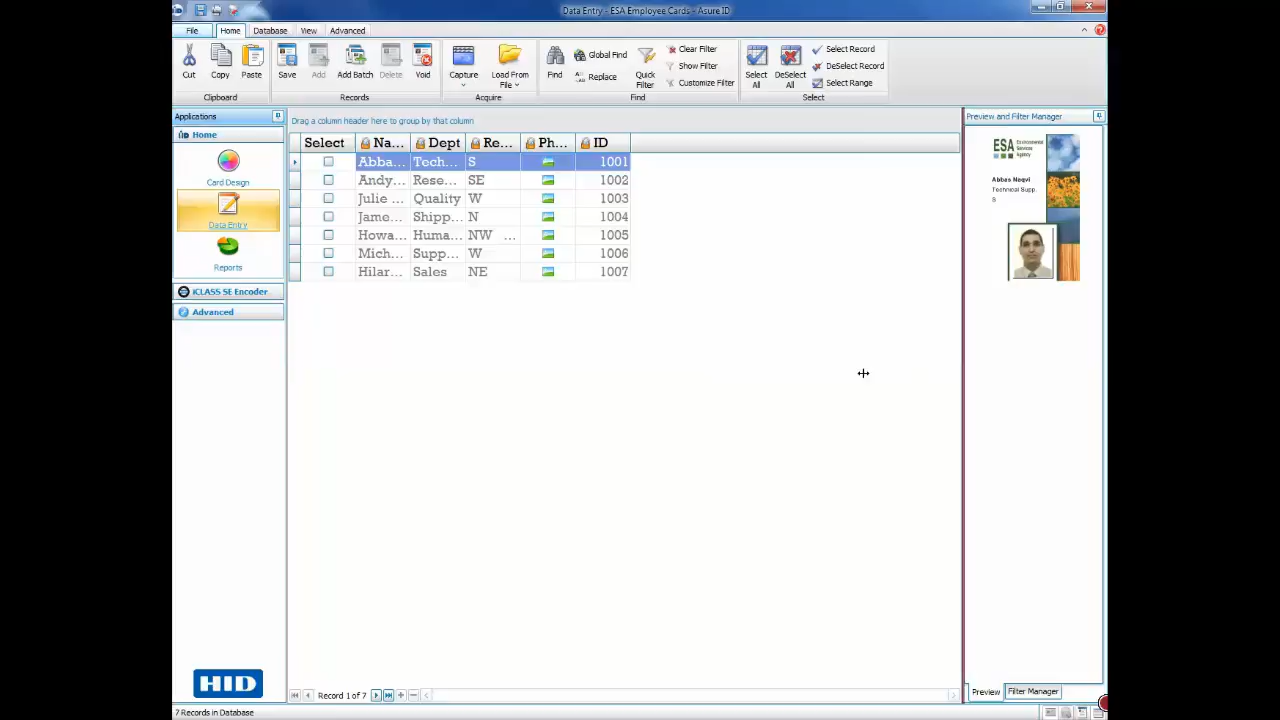 Data Entry - ESA Employee Cards - Asure ID
File Home Database View Advanced
Cut Copy Paste Save Add Add Batch Delete Void Capture Load From File Find Global Find Replace Quick Filter Clear Filter Show Filter Customize Filter Select All DeSelect All Select Record DeSelect Record Select Range
Clipboard Records Acquire Find Select
Applications
Home
Card Design
Data Entry
Reports
iCLASS SE Encoder
Advanced
HID
Drag a column header here to group by that column
Select Na... Dept Re... Ph... ID
Abba... Tech... S 1001
Andy... Rese... SE 1002
Julie ... Quality W 1003
Jame... Shipp... N 1004
Howa... Huma... NW ... 1005
Mich... Supp... W 1006
Hilar... Sales NE 1007
Record 1 of 7
Preview and Filter Manager
ESA Environmental Services Agency
Abbas Naqvi
Technical Supp.
S
Preview Filter Manager
7 Records in Database